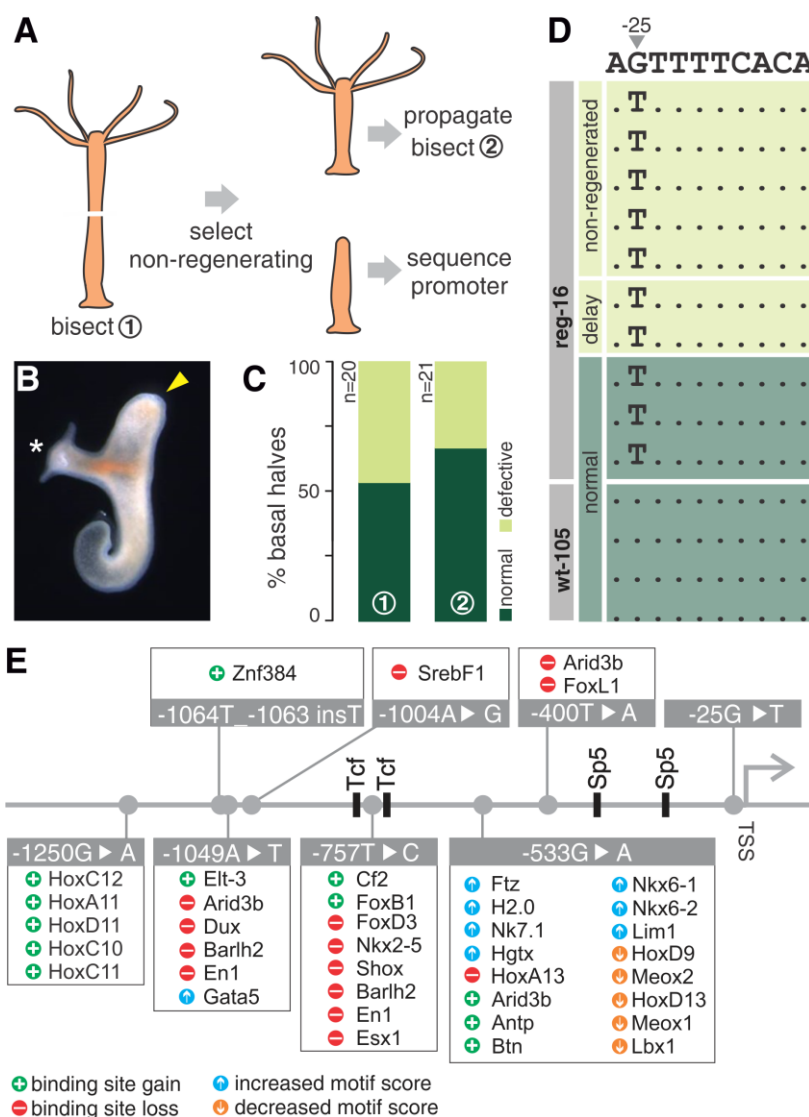 A
bisect ①
select
non-regenerating
propagate
bisect ②
sequence
promoter
B
*
C
% basal halves
100
50
0
n=20
n=21
①
②
normal
defective
D
-25
AGTTTTCACA
reg-16
wt-105
non-regenerated
delay
normal
. T . . . . . . . .
. T . . . . . . . .
. T . . . . . . . .
. T . . . . . . . .
. T . . . . . . . .
. T . . . . . . . .
. T . . . . . . . .
. T . . . . . . . .
. T . . . . . . . .
. T . . . . . . . .
. . . . . . . . . .
. . . . . . . . . .
. . . . . . . . . .
. . . . . . . . . .
E
Znf384
-1064T_-1063 insT
SrebF1
-1004A ▶ G
Arid3b
FoxL1
-400T ▶ A
-25G ▶ T
Tcf
Tcf
Sp5
Sp5
TSS
-1250G ▶ A
HoxC12
HoxA11
HoxD11
HoxC10
HoxC11
-1049A ▶ T
Elt-3
Arid3b
Dux
Barlh2
En1
Gata5
-757T ▶ C
Cf2
FoxB1
FoxD3
Nkx2-5
Shox
Barlh2
En1
Esx1
-533G ▶ A
Ftz
H2.0
Nk7.1
Hgtx
HoxA13
Arid3b
Antp
Btn
Nkx6-1
Nkx6-2
Lim1
HoxD9
Meox2
HoxD13
Meox1
Lbx1
binding site gain
binding site loss
increased motif score
decreased motif score